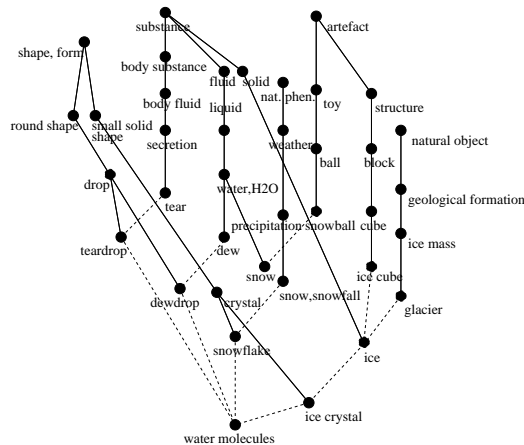 substance
artefact
shape, form
body substance
fluid
solid
nat. phen.
toy
structure
body fluid
liquid
round shape
small solid
shape
weather
natural object
secretion
ball
block
drop
water,H2O
tear
geological formation
precipitation
snowball
cube
teardrop
dew
ice mass
snow
ice cube
dewdrop
crystal
snow,snowfall
glacier
snowflake
ice
ice crystal
water molecules